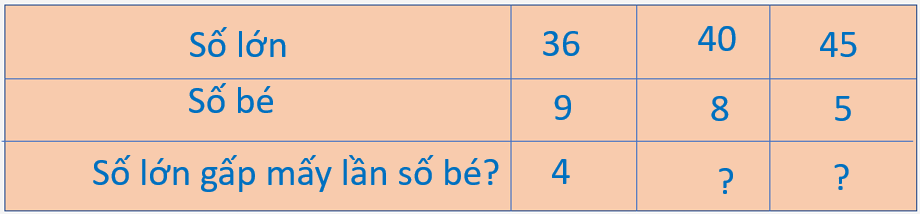 Số lớn 36 40 45
Số bé 9 8 5
Số lớn gấp mấy lần số bé? 4 ? ?